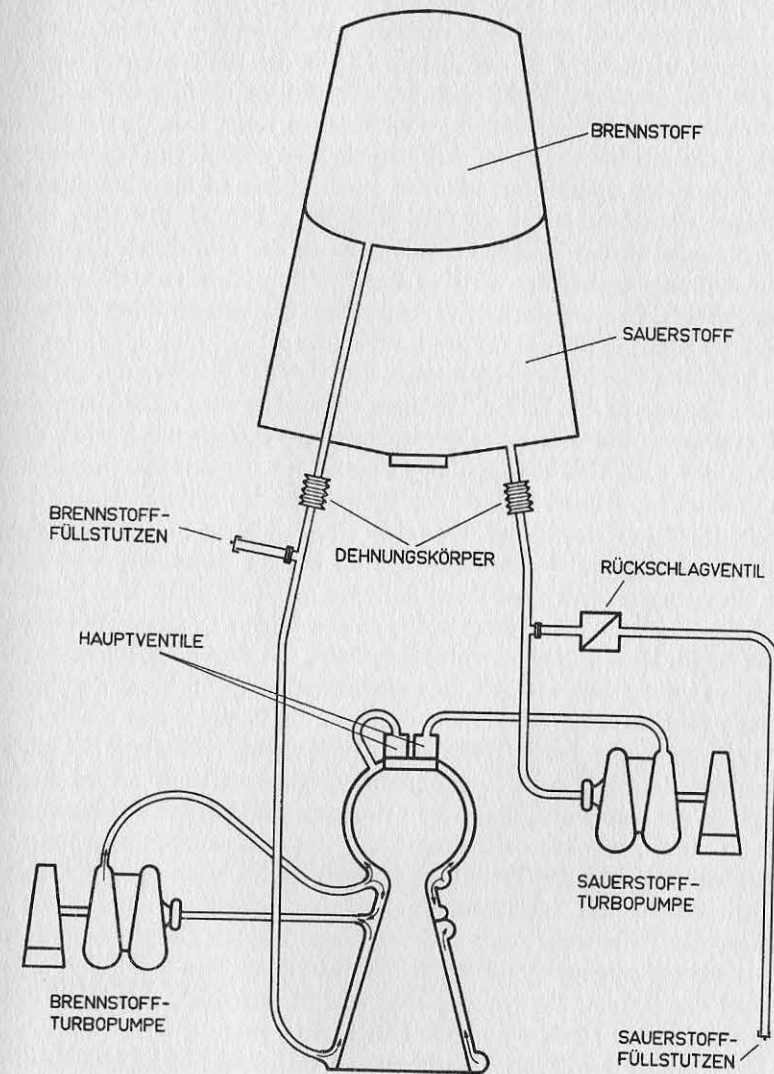 BRENNSTOFF
SAUERSTOFF
BRENNSTOFF-
FÜLLSTUTZEN
DEHNUNGSKÖRPER
RÜCKSCHLAGVENTIL
HAUPTVENTILE
SAUERSTOFF-
TURBOPUMPE
BRENNSTOFF-
TURBOPUMPE
SAUERSTOFF-
FÜLLSTUTZEN